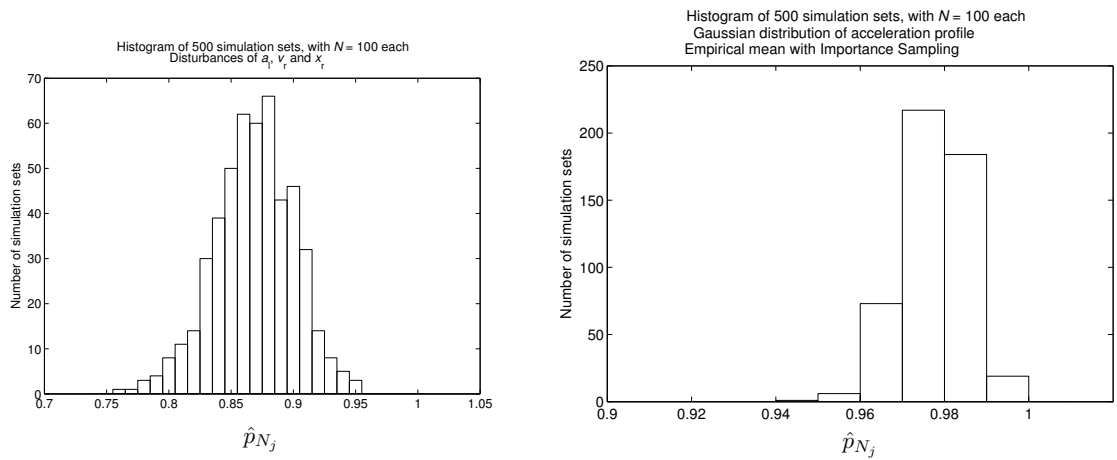 Histogram of 500 simulation sets, with N = 100 each
Disturbances of a_l, v_r and x_r
Number of simulation sets
70
60
50
40
30
20
10
0
0.7 0.75 0.8 0.85 0.9 0.95 1 1.05
p̂_{N_j}
Histogram of 500 simulation sets, with N = 100 each
Gaussian distribution of acceleration profile
Empirical mean with Importance Sampling
Number of simulation sets
250
200
150
100
50
0
0.9 0.92 0.94 0.96 0.98 1
p̂_{N_j}